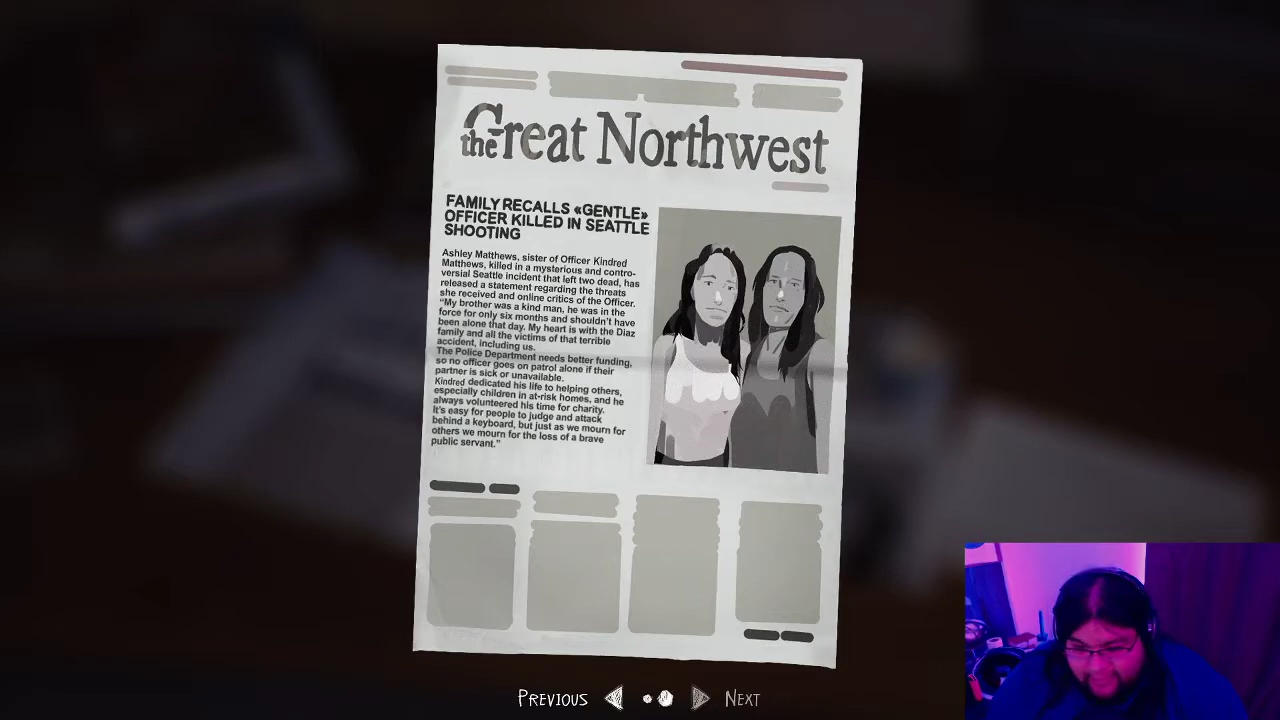 the Great Northwest
FAMILY RECALLS «GENTLE»
OFFICER KILLED IN SEATTLE
SHOOTING
Ashley Matthews, sister of Officer Kindred
Matthews, killed in a mysterious and contro-
versial Seattle incident that left two dead, has
released a statement regarding the threats
she received and online critics of the Officer.
"My brother was a kind man, he was in the
force for only six months and shouldn't have
been alone that day. My heart is with the Diaz
family and all the victims of that terrible
accident, including us.
The Police Department needs better funding,
so no officer goes on patrol alone if their
partner is sick or unavailable.
Kindred dedicated his life to helping others,
especially children in at-risk homes, and he
always volunteered his time for charity.
It's easy for people to judge and attack
behind a keyboard, but just as we mourn for
others we mourn for the loss of a brave
public servant."
PREVIOUS NEXT